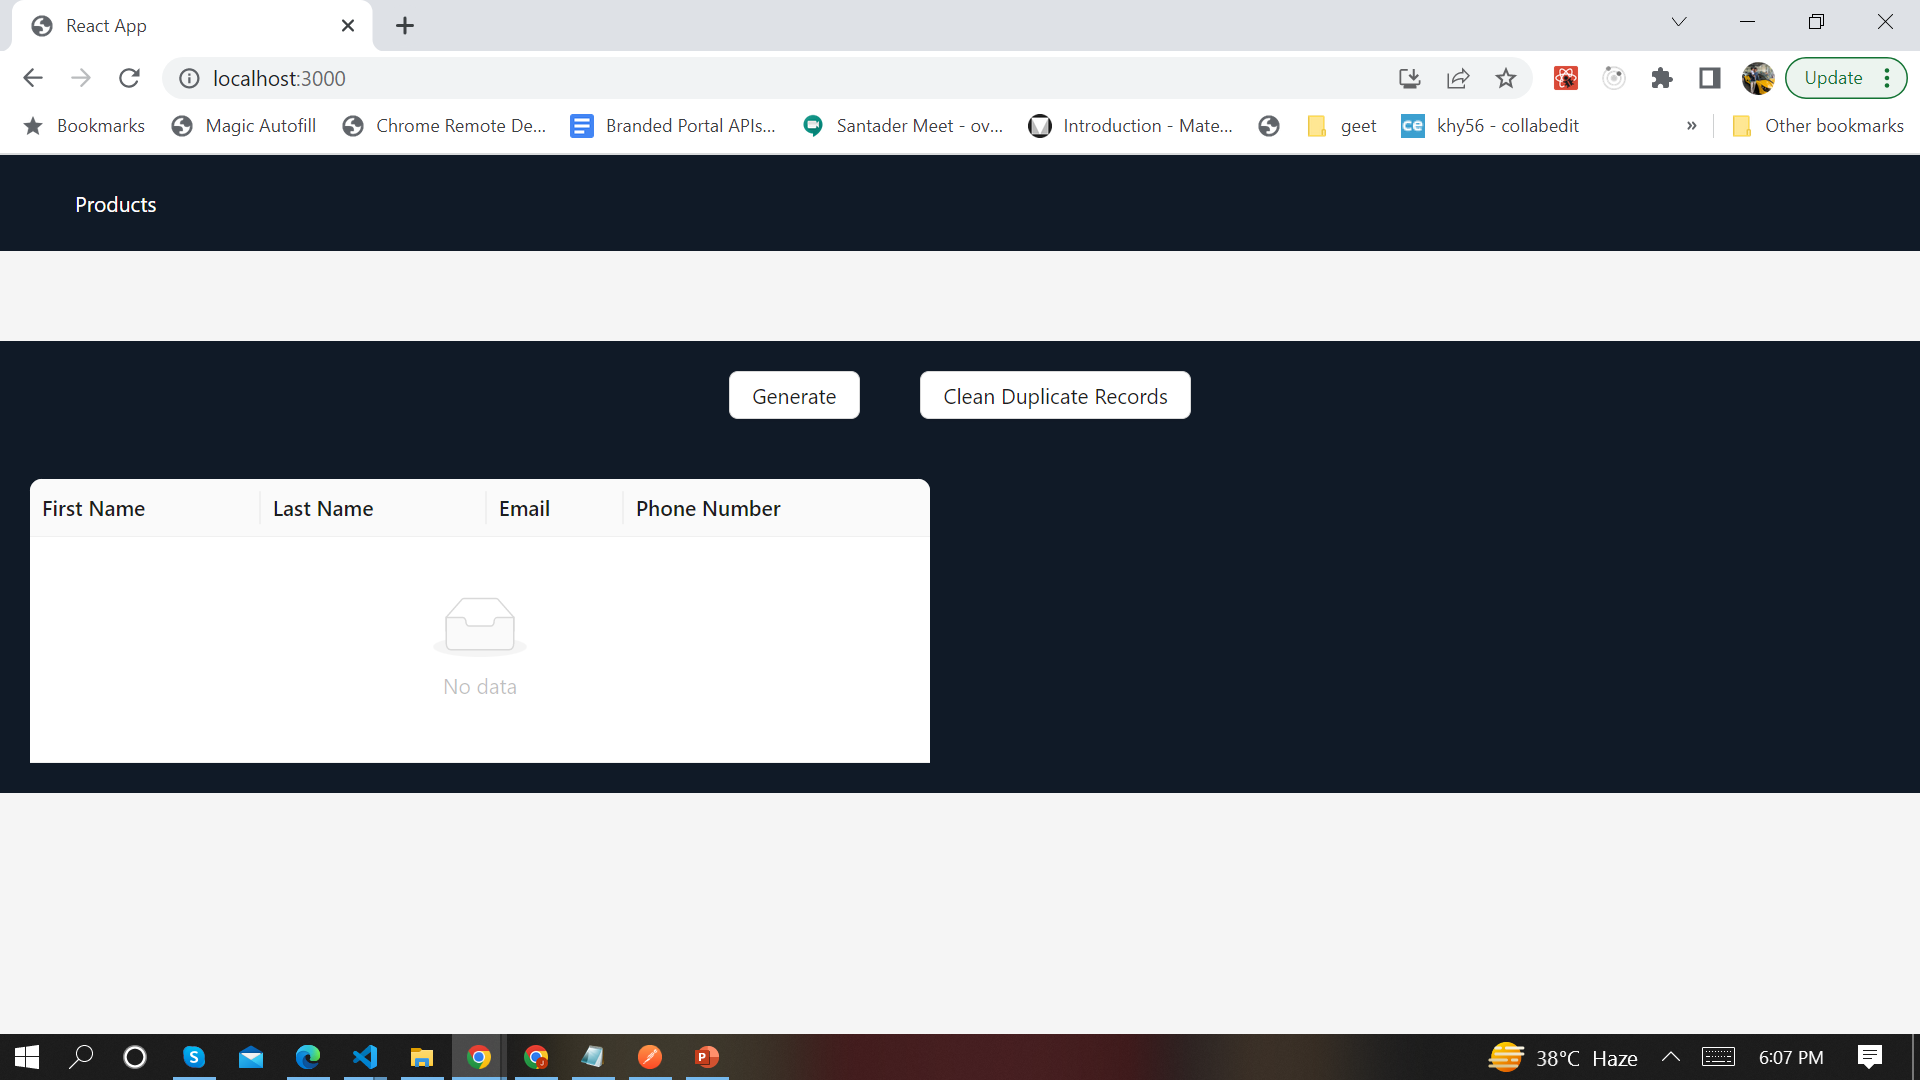 React App
localhost:3000
Update
Bookmarks
Magic Autofill
Chrome Remote De...
Branded Portal APIs...
Santader Meet - ov...
Introduction - Mate...
geet
ce
khy56 - collabedit
»
Other bookmarks
Products
Generate
Clean Duplicate Records
First Name
Last Name
Email
Phone Number
No data
38°C Haze
6:07 PM